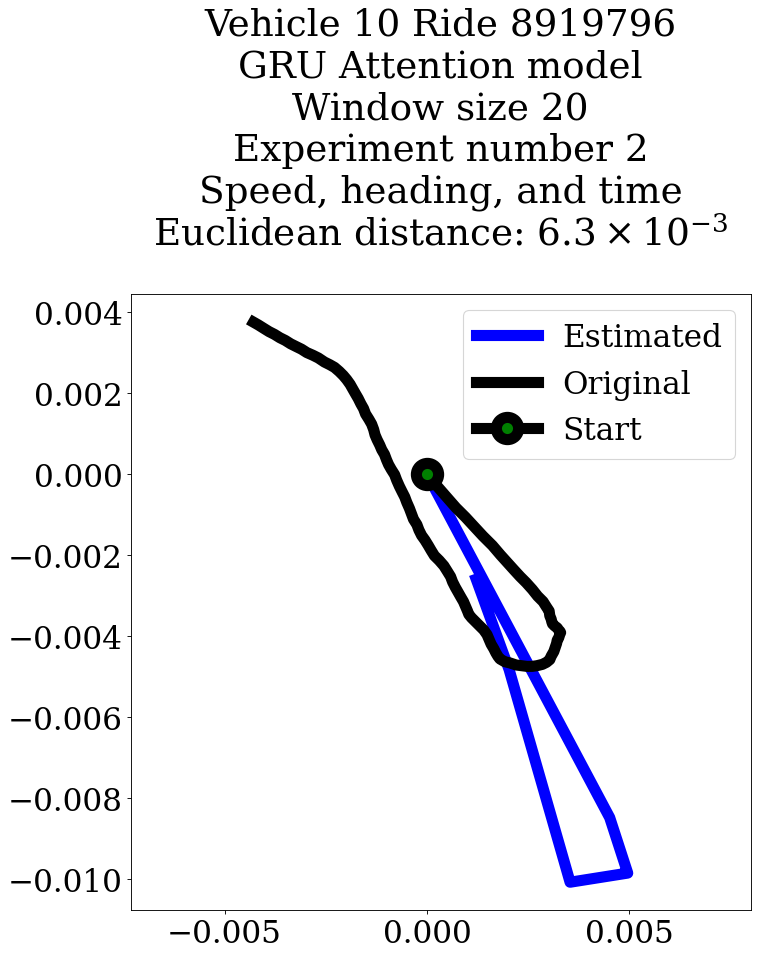 Vehicle 10 Ride 8919796
GRU Attention model
Window size 20
Experiment number 2
Speed, heading, and time
Euclidean distance: 6.3 × 10⁻³
Estimated
Original
Start
0.004
0.002
0.000
−0.002
−0.004
−0.006
−0.008
−0.010
−0.005
0.000
0.005